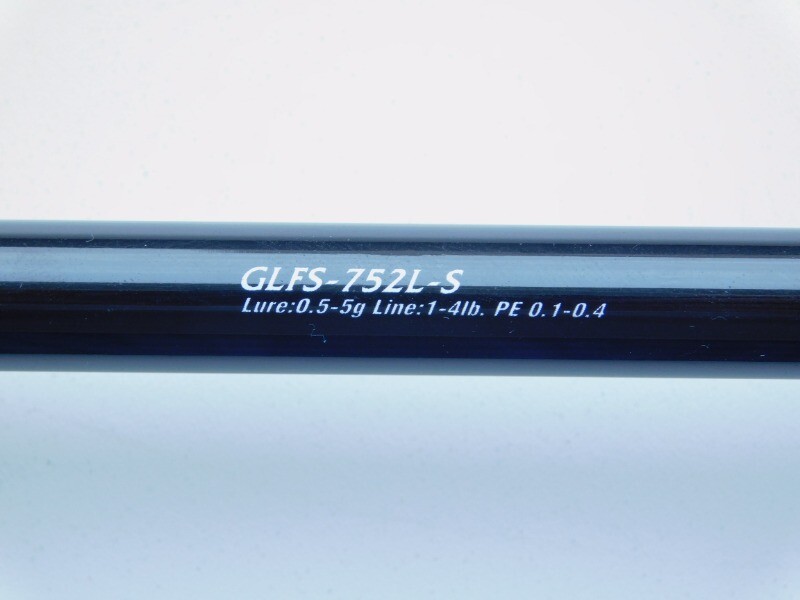 GLFS-752L-S
Lure:0.5-5g Line:1-4lb. PE 0.1-0.4